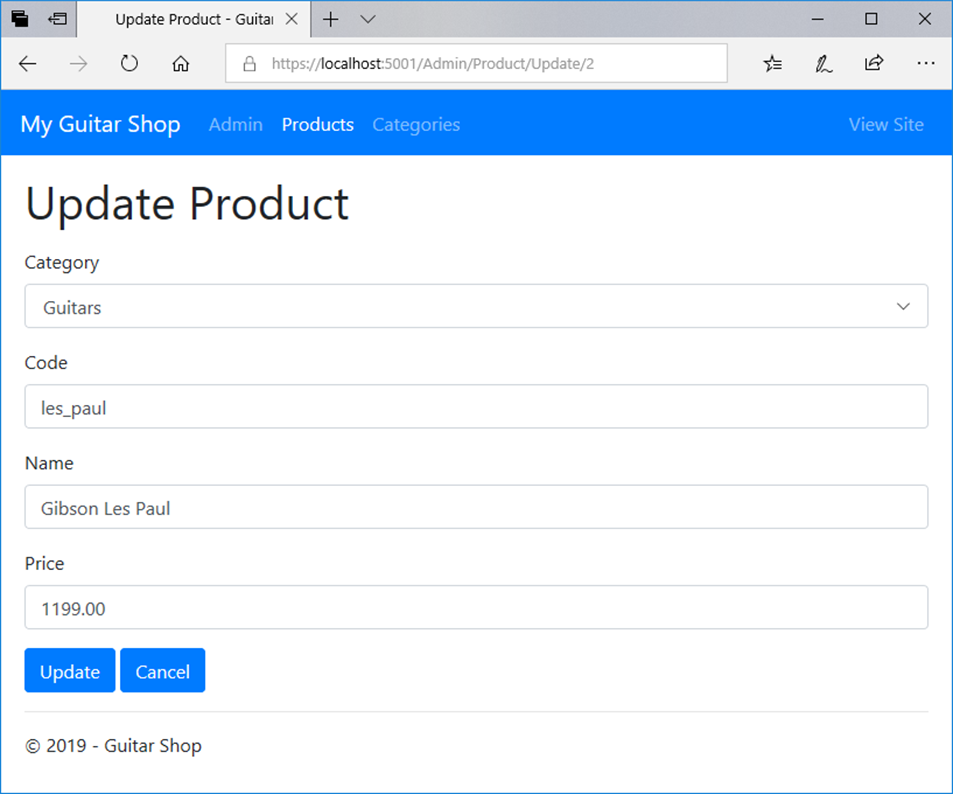 Update Product - Guitar
https://localhost:5001/Admin/Product/Update/2
My Guitar Shop Admin Products Categories View Site
Update Product
Category
Guitars
Code
les_paul
Name
Gibson Les Paul
Price
1199.00
Update Cancel
© 2019 - Guitar Shop